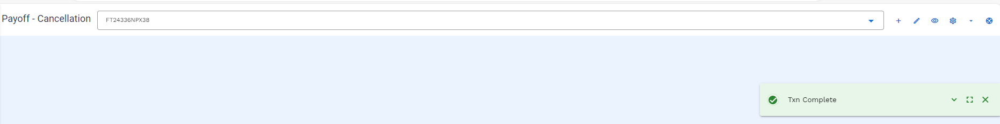 Payoff - Cancellation
FT24336NPX38
Txn Complete